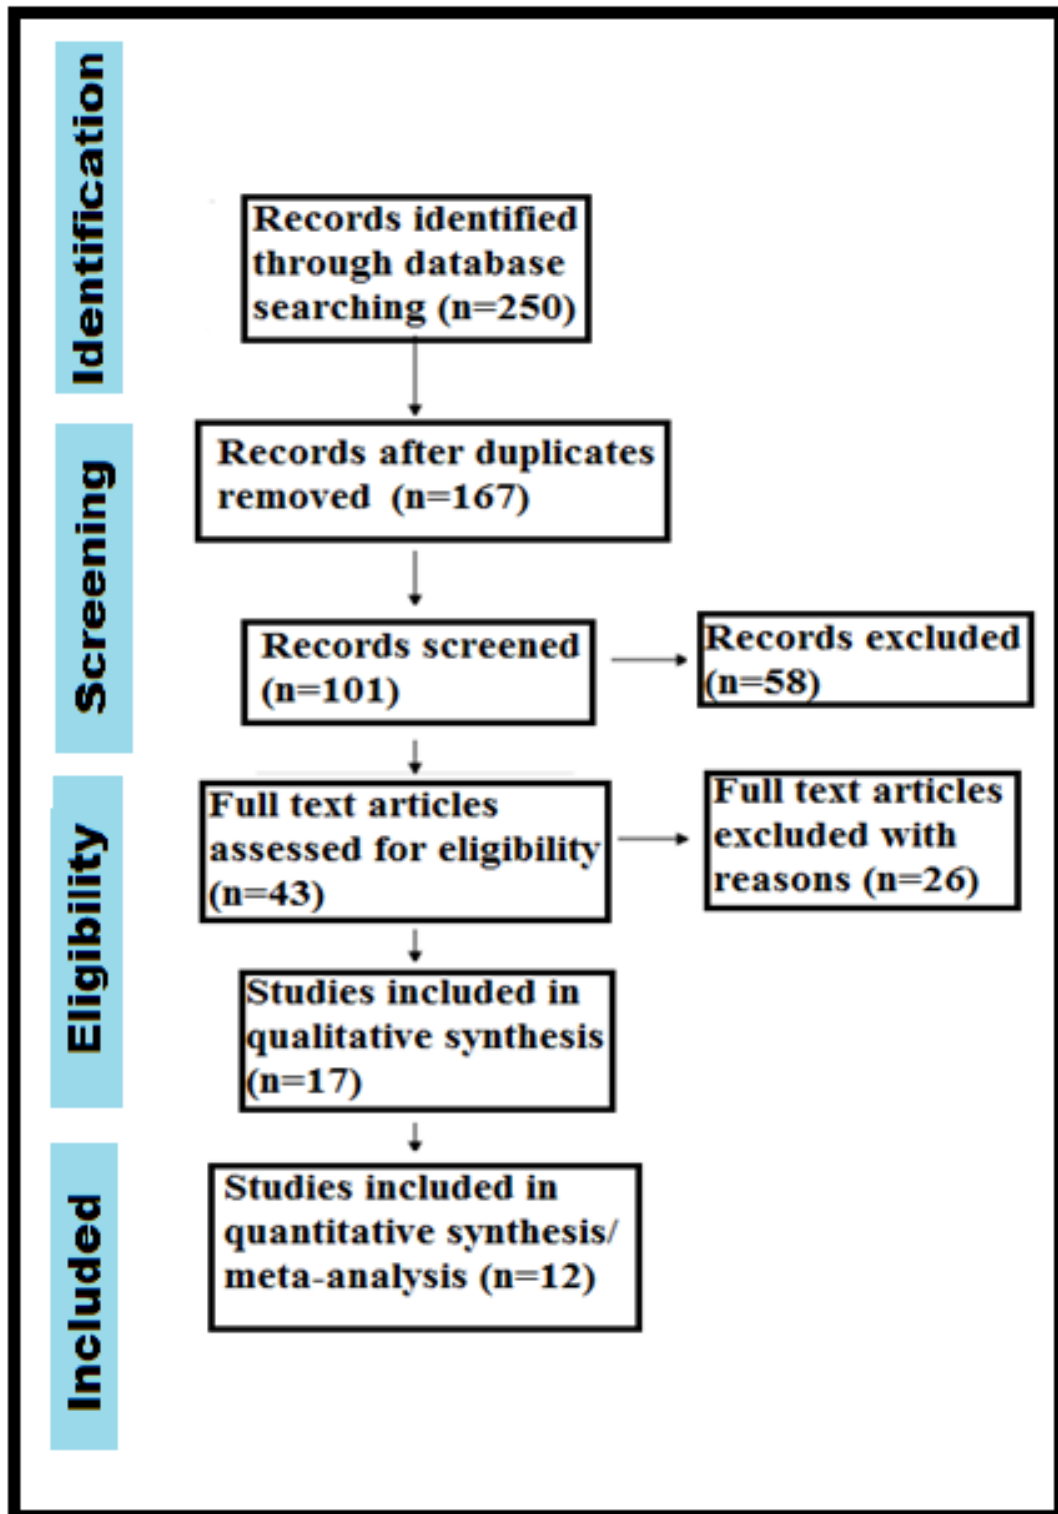 Identification
Records identified
through database
searching (n=250)
Screening
Records after duplicates
removed (n=167)
Records screened
(n=101)
Records excluded
(n=58)
Eligibility
Full text articles
assessed for eligibility
(n=43)
Full text articles
excluded with
reasons (n=26)
Studies included in
qualitative synthesis
(n=17)
Included
Studies included in
quantitative synthesis/
meta-analysis (n=12)